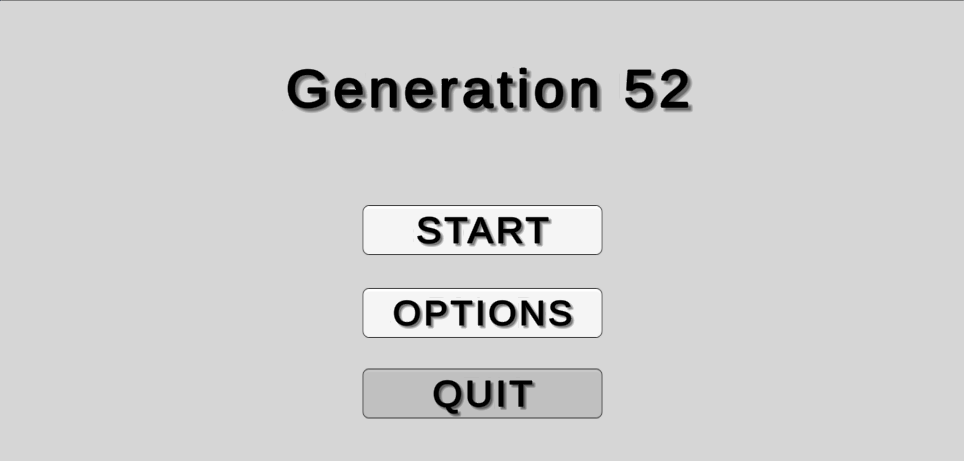 Generation 52
START
OPTIONS
QUIT